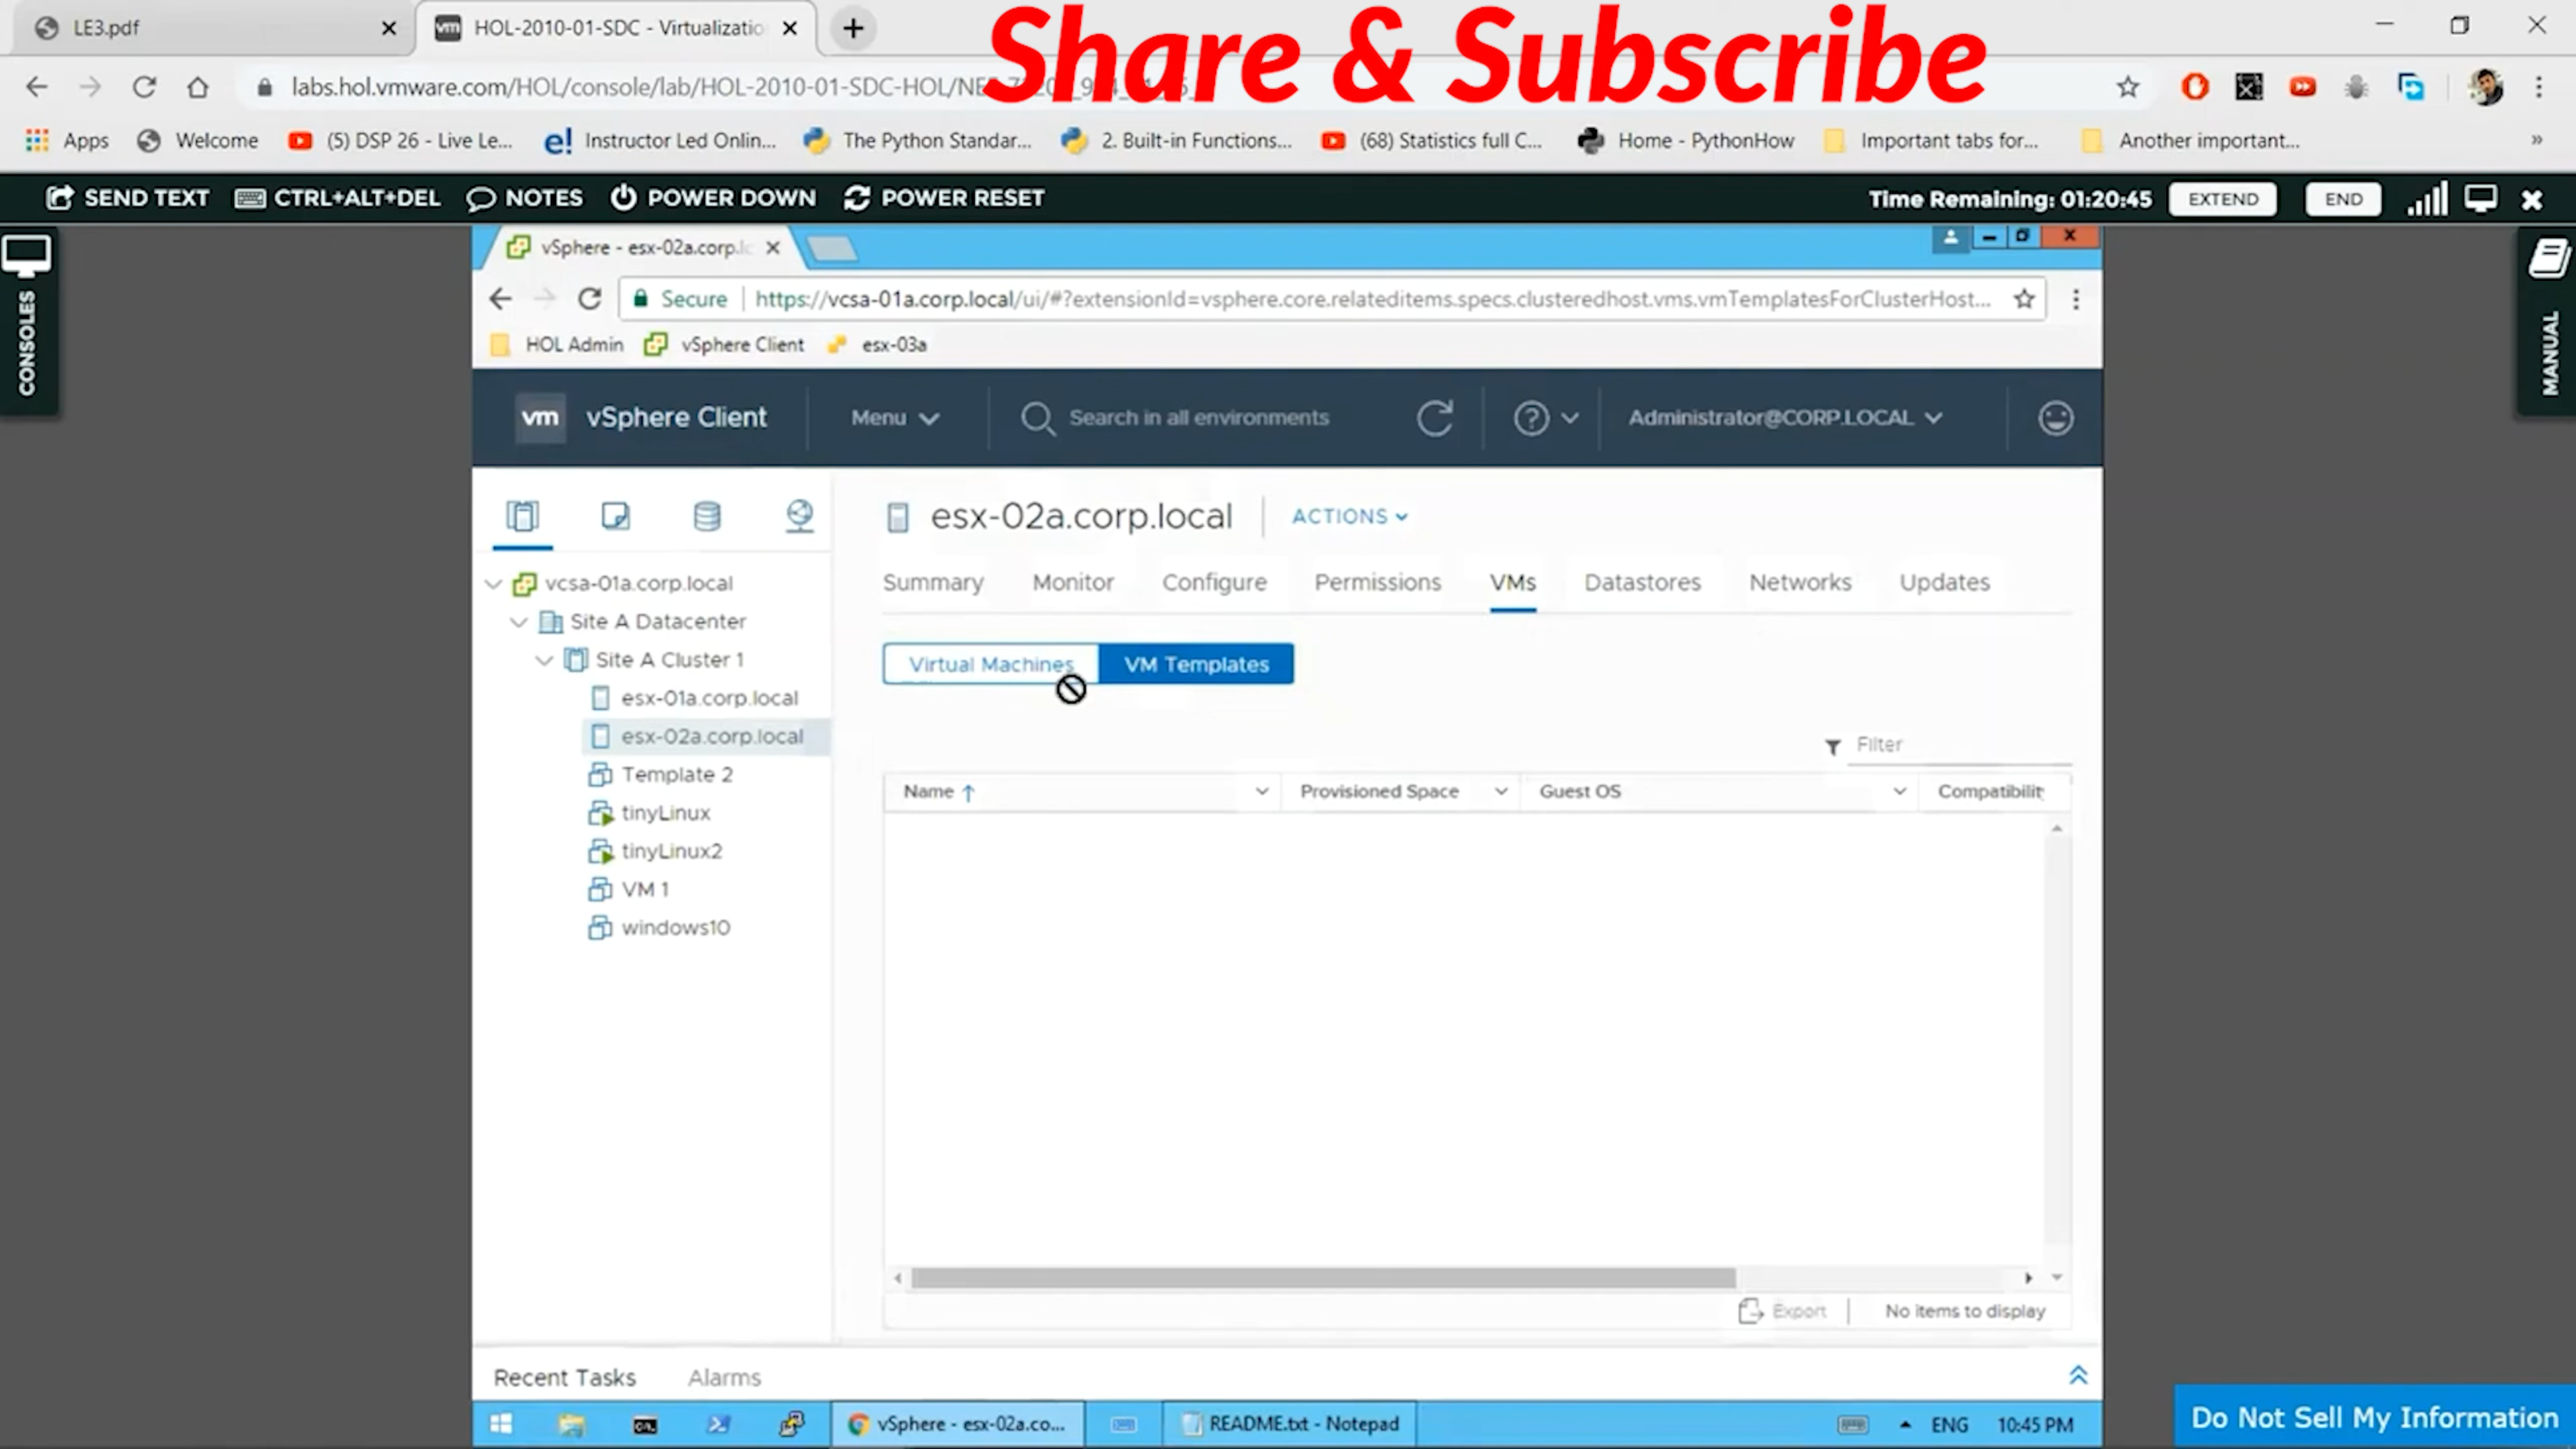 LE3.pdf
HOL-2010-01-SDC - Virtualizatio
Share & Subscribe
labs.hol.vmware.com/HOL/console/lab/HOL-2010-01-SDC-HOL/
Apps
Welcome
(5) DSP 26 - Live Le...
Instructor Led Onlin...
The Python Standar...
2. Built-in Functions...
(68) Statistics full C...
Home - PythonHow
Important tabs for...
Another important...
SEND TEXT
CTRL+ALT+DEL
NOTES
POWER DOWN
POWER RESET
Time Remaining: 01:20:45
EXTEND
END
CONSOLES
MANUAL
vSphere - esx-02a.corp.lc
Secure
https://vcsa-01a.corp.local/ui/#?extensionId=vsphere.core.relateditems.specs.clusteredhost.vms.vmTemplatesForClusterHost...
HOL Admin
vSphere Client
esx-03a
vm
vSphere Client
Menu
Search in all environments
Administrator@CORP.LOCAL
vcsa-01a.corp.local
Site A Datacenter
Site A Cluster 1
esx-01a.corp.local
esx-02a.corp.local
Template 2
tinyLinux
tinyLinux2
VM 1
windows10
esx-02a.corp.local
ACTIONS
Summary
Monitor
Configure
Permissions
VMs
Datastores
Networks
Updates
Virtual Machines
VM Templates
Filter
Name
Provisioned Space
Guest OS
Compatibilit
Export
No items to display
Recent Tasks
Alarms
vSphere - esx-02a.co...
README.txt - Notepad
ENG
10:45 PM
Do Not Sell My Information